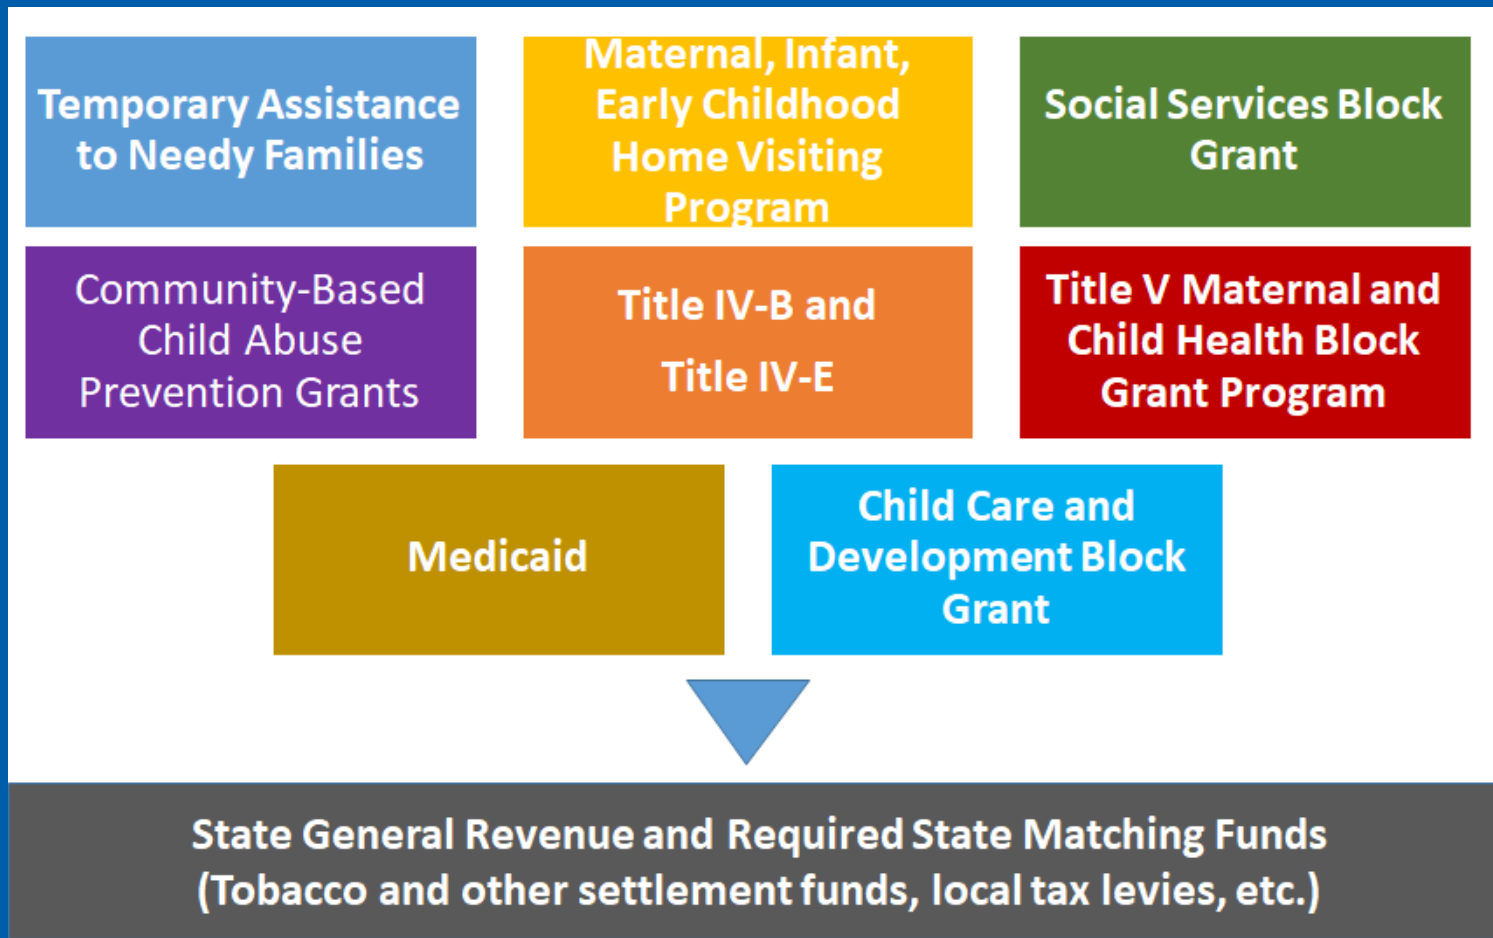 Temporary Assistance
to Needy Families
Maternal, Infant,
Early Childhood
Home Visiting
Program
Social Services Block
Grant
Community-Based
Child Abuse
Prevention Grants
Title IV-B and
Title IV-E
Title V Maternal and
Child Health Block
Grant Program
Medicaid
Child Care and
Development Block
Grant
State General Revenue and Required State Matching Funds
(Tobacco and other settlement funds, local tax levies, etc.)